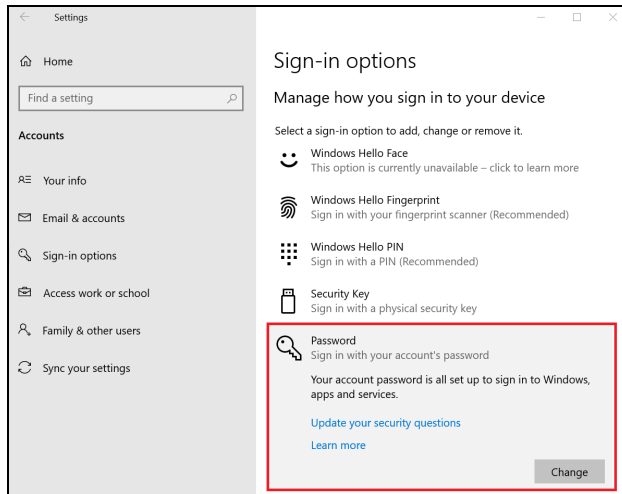 Settings
Home
Find a setting
Accounts
Your info
Email & accounts
Sign-in options
Access work or school
Family & other users
Sync your settings
Sign-in options
Manage how you sign in to your device
Select a sign-in option to add, change or remove it.
Windows Hello Face
This option is currently unavailable – click to learn more
Windows Hello Fingerprint
Sign in with your fingerprint scanner (Recommended)
Windows Hello PIN
Sign in with a PIN (Recommended)
Security Key
Sign in with a physical security key
Password
Sign in with your account's password
Your account password is all set up to sign in to Windows,
apps and services.
Update your security questions
Learn more
Change